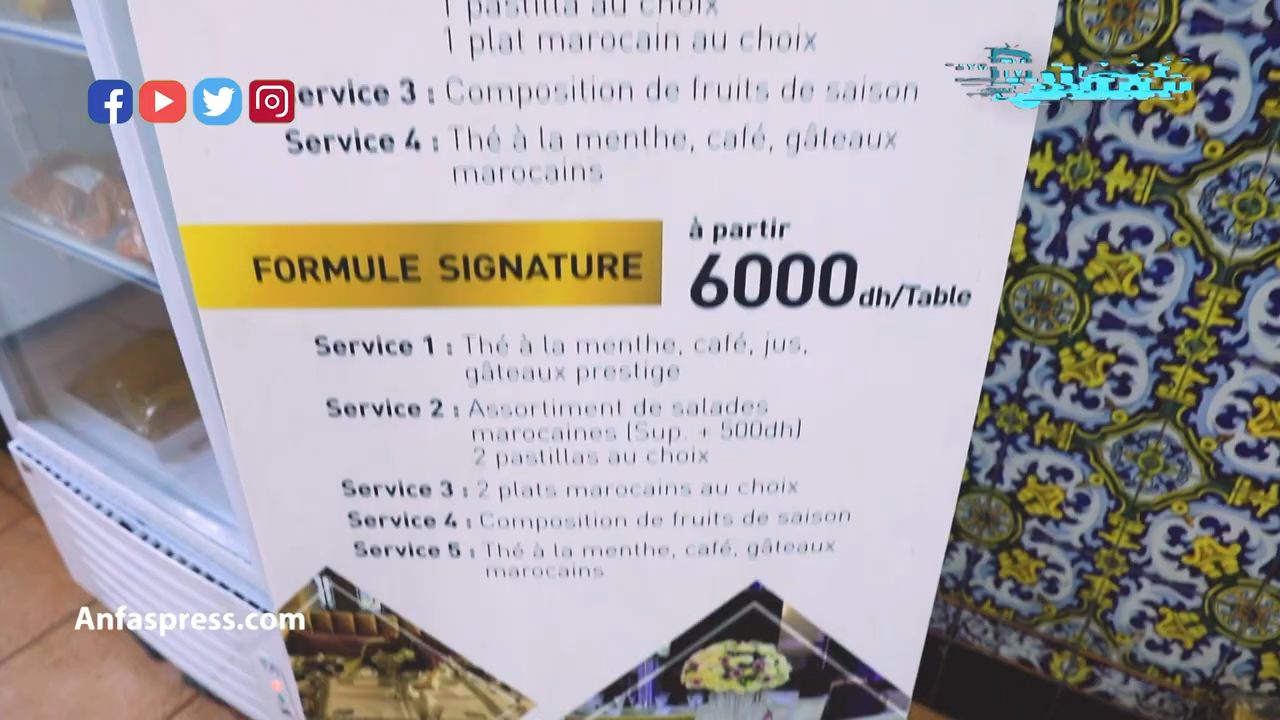 1 pastilla au choix
1 plat marocain au choix
Service 3 : Composition de fruits de saison
Service 4 : Thé à la menthe, café, gâteaux
marocains
FORMULE SIGNATURE
à partir
6000 dh/Table
Service 1 : Thé à la menthe, café, jus,
gâteaux prestige
Service 2 : Assortiment de salades
marocaines (Sup. + 500dh)
2 pastillas au choix
Service 3 : 2 plats marocains au choix
Service 4 : Composition de fruits de saison
Service 5 : Thé à la menthe, café, gâteaux
marocains
Anfaspress.com